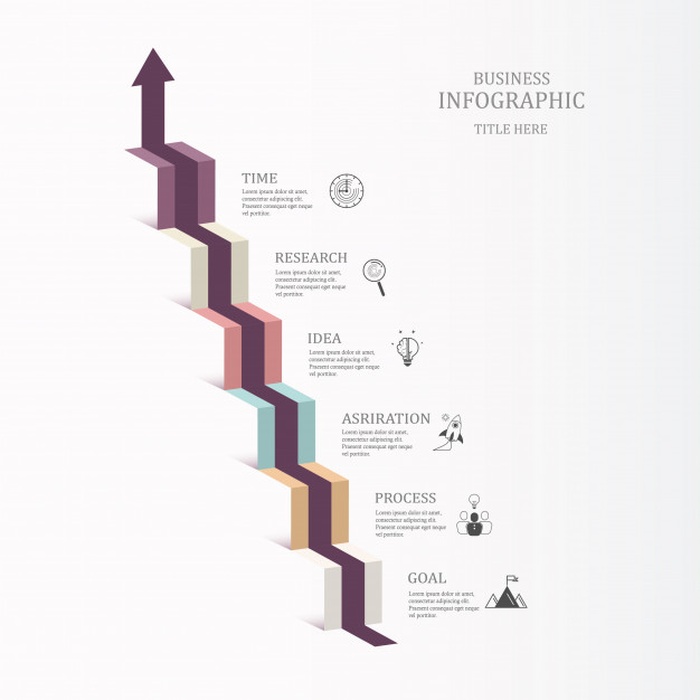 BUSINESS
INFOGRAPHIC
TITLE HERE
TIME
Lorem ipsum dolor sit amet,
consectetur adipiscing elit.
Praesent consequat eget neque
vel porttitor.
RESEARCH
Lorem ipsum dolor sit amet,
consectetur adipiscing elit.
Praesent consequat eget neque
vel porttitor.
IDEA
Lorem ipsum dolor sit amet,
consectetur adipiscing elit.
Praesent consequat eget neque
vel porttitor.
ASRIRATION
Lorem ipsum dolor sit amet,
consectetur adipiscing elit.
Praesent consequat eget neque
vel porttitor.
PROCESS
Lorem ipsum dolor sit amet,
consectetur adipiscing elit.
Praesent consequat eget neque
vel porttitor.
GOAL
Lorem ipsum dolor sit amet,
consectetur adipiscing elit.
Praesent consequat eget neque
vel porttitor.